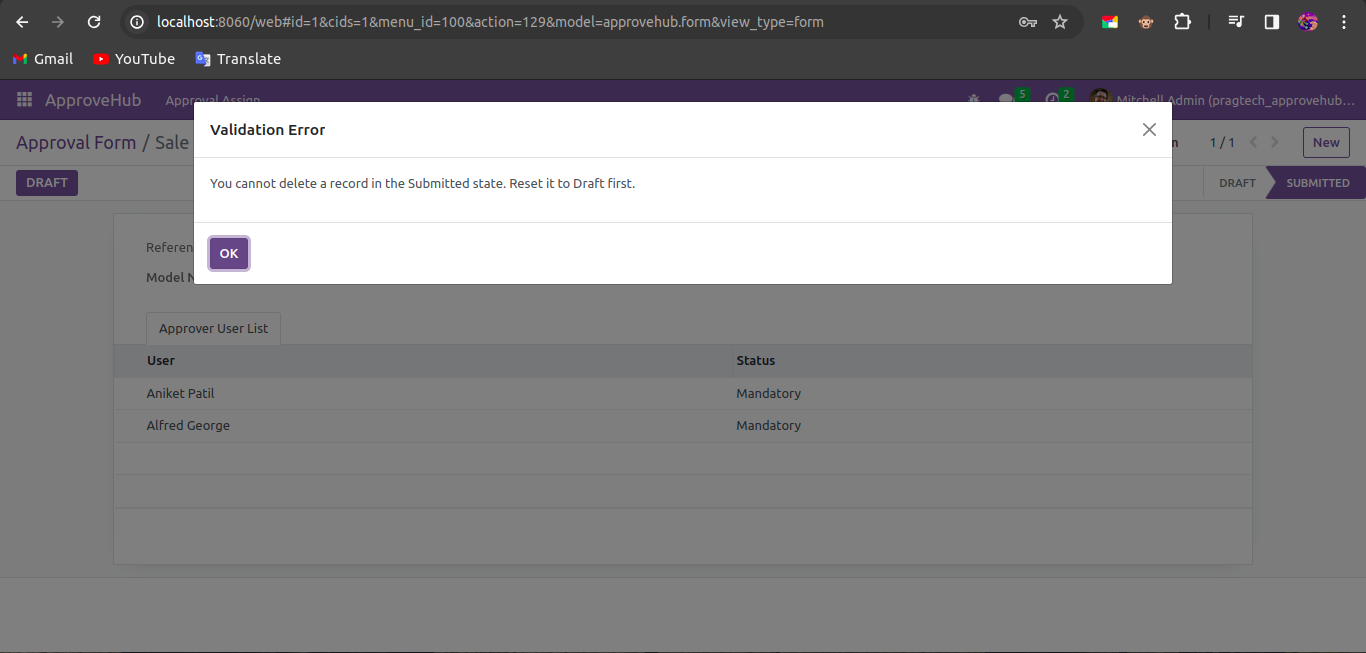 localhost:8060/web#id=1&cids=1&menu_id=100&action=129&model=approvehub.form&view_type=form
Gmail YouTube Translate
ApproveHub Approval Assign 5 2 Mitchell Admin (pragtech_approvehub...
Validation Error
Approval Form / Sale 1 / 1 New
You cannot delete a record in the Submitted state. Reset it to Draft first.
DRAFT DRAFT SUBMITTED
OK
Approver User List
User Status
Aniket Patil Mandatory
Alfred George Mandatory